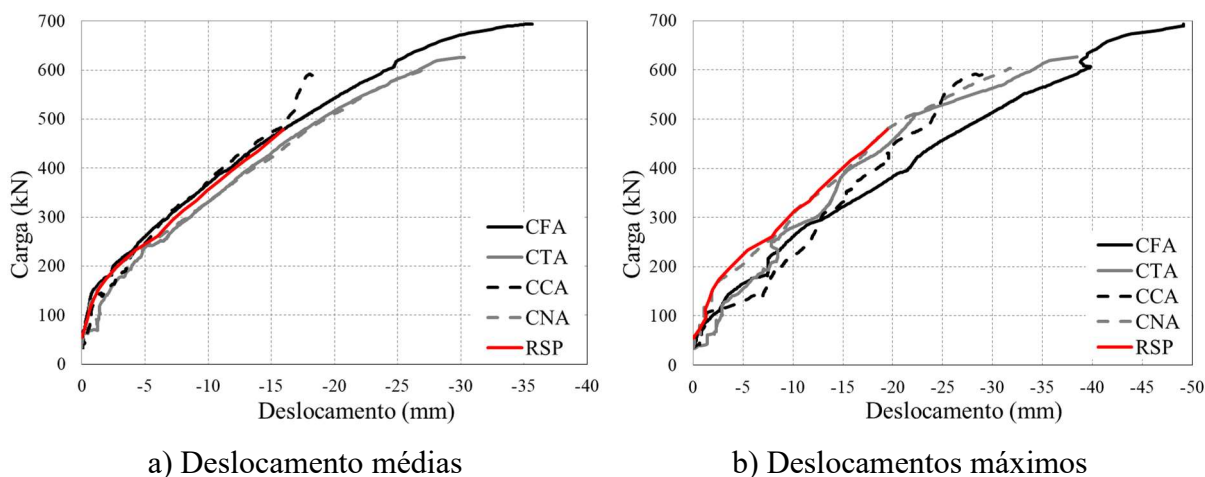 700
600
500
400
300
200
100
0
Carga (kN)
0 -5 -10 -15 -20 -25 -30 -35 -40
Deslocamento (mm)
CFA
CTA
CCA
CNA
RSP
a) Deslocamento médias
700
600
500
400
300
200
100
0
Carga (kN)
0 -5 -10 -15 -20 -25 -30 -35 -40 -45 -50
Deslocamento (mm)
CFA
CTA
CCA
CNA
RSP
b) Deslocamentos máximos